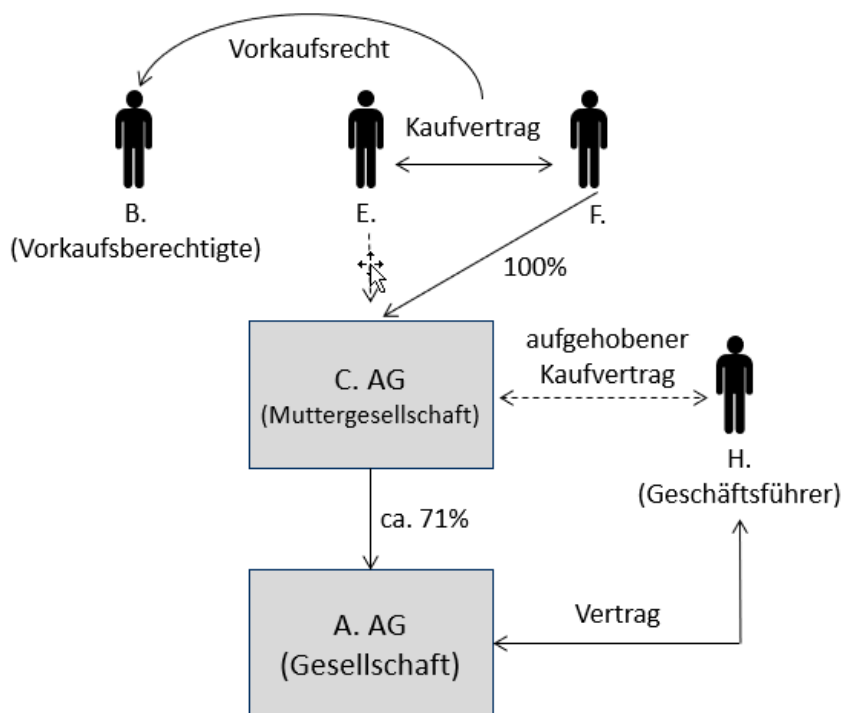 Vorkaufsrecht
Kaufvertrag
B.
(Vorkaufsberechtigte)
E.
F.
100%
C. AG
(Muttergesellschaft)
aufgehobener
Kaufvertrag
H.
(Geschäftsführer)
ca. 71%
A. AG
(Gesellschaft)
Vertrag